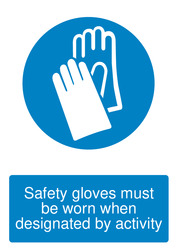 Safety gloves must
be worn when
designated by activity